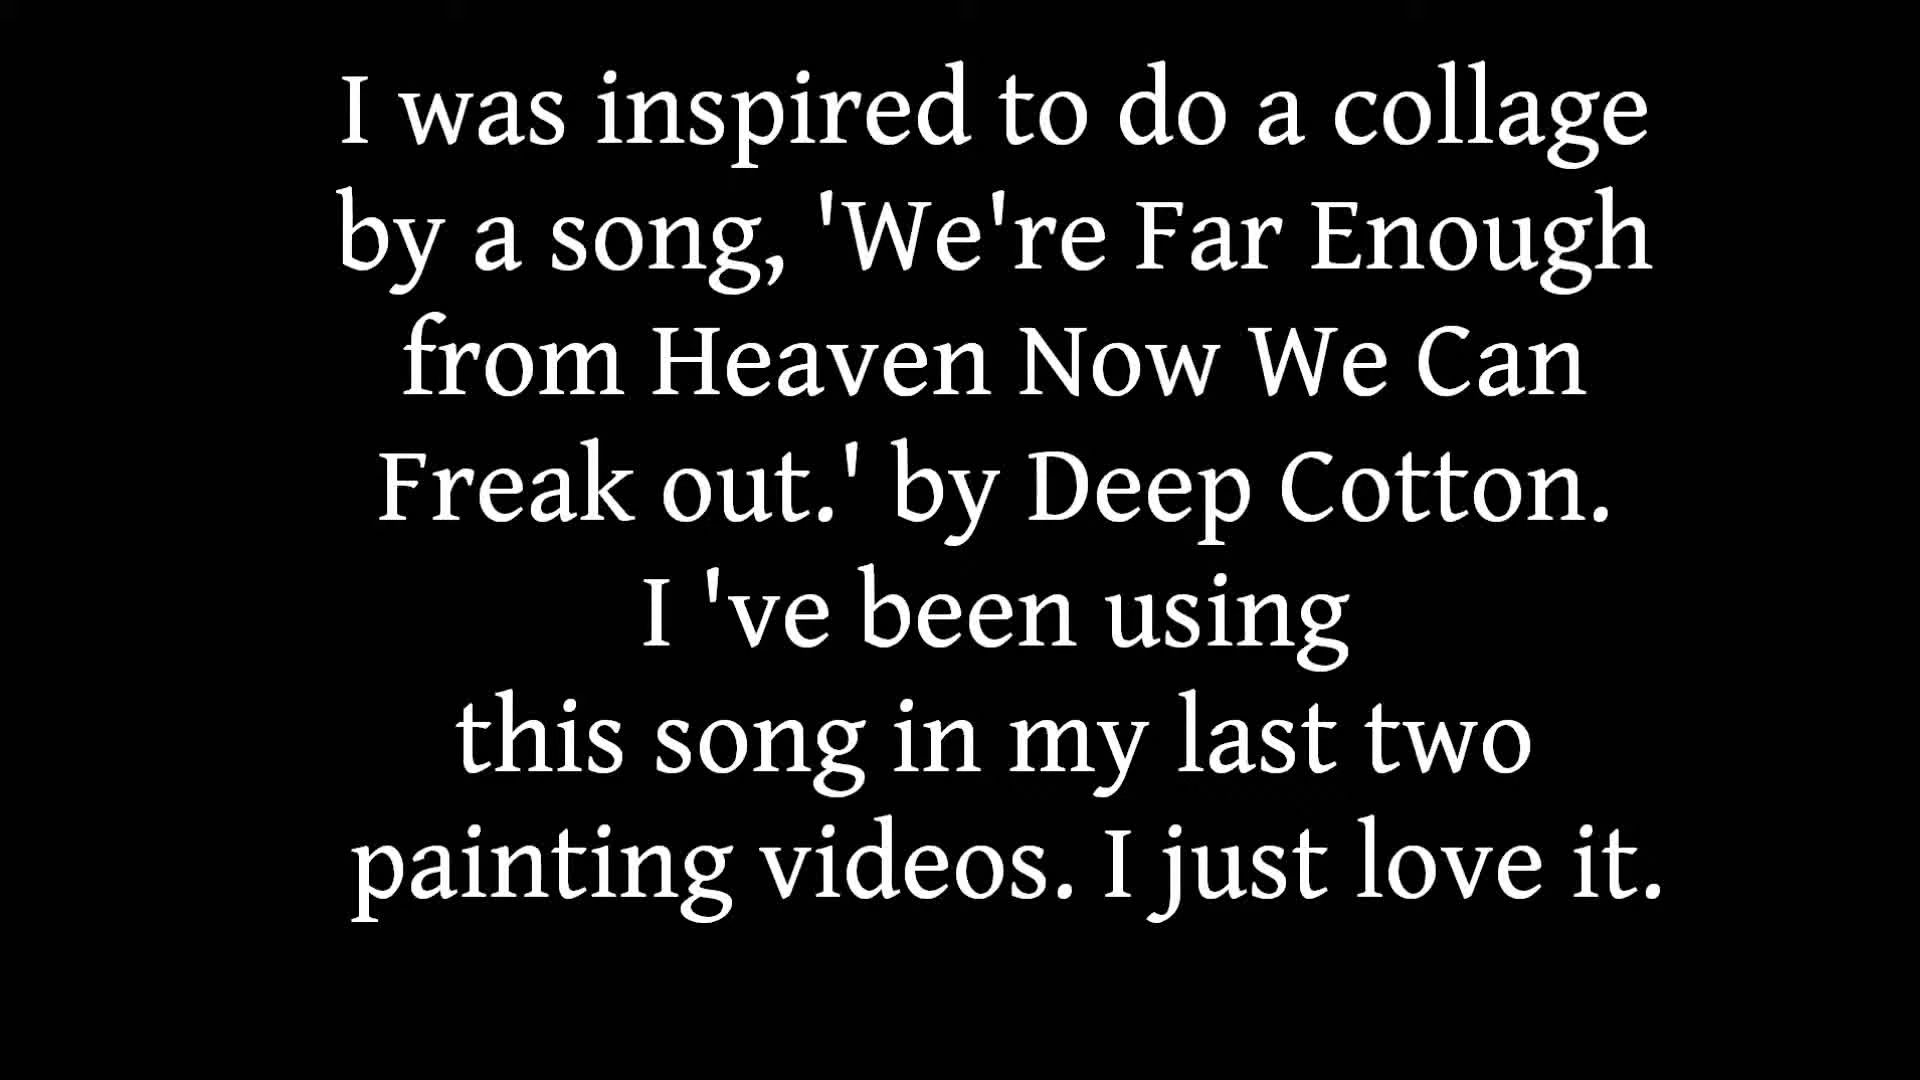 I was inspired to do a collage
by a song, 'We're Far Enough
from Heaven Now We Can
Freak out.' by Deep Cotton.
I 've been using
this song in my last two
painting videos. I just love it.